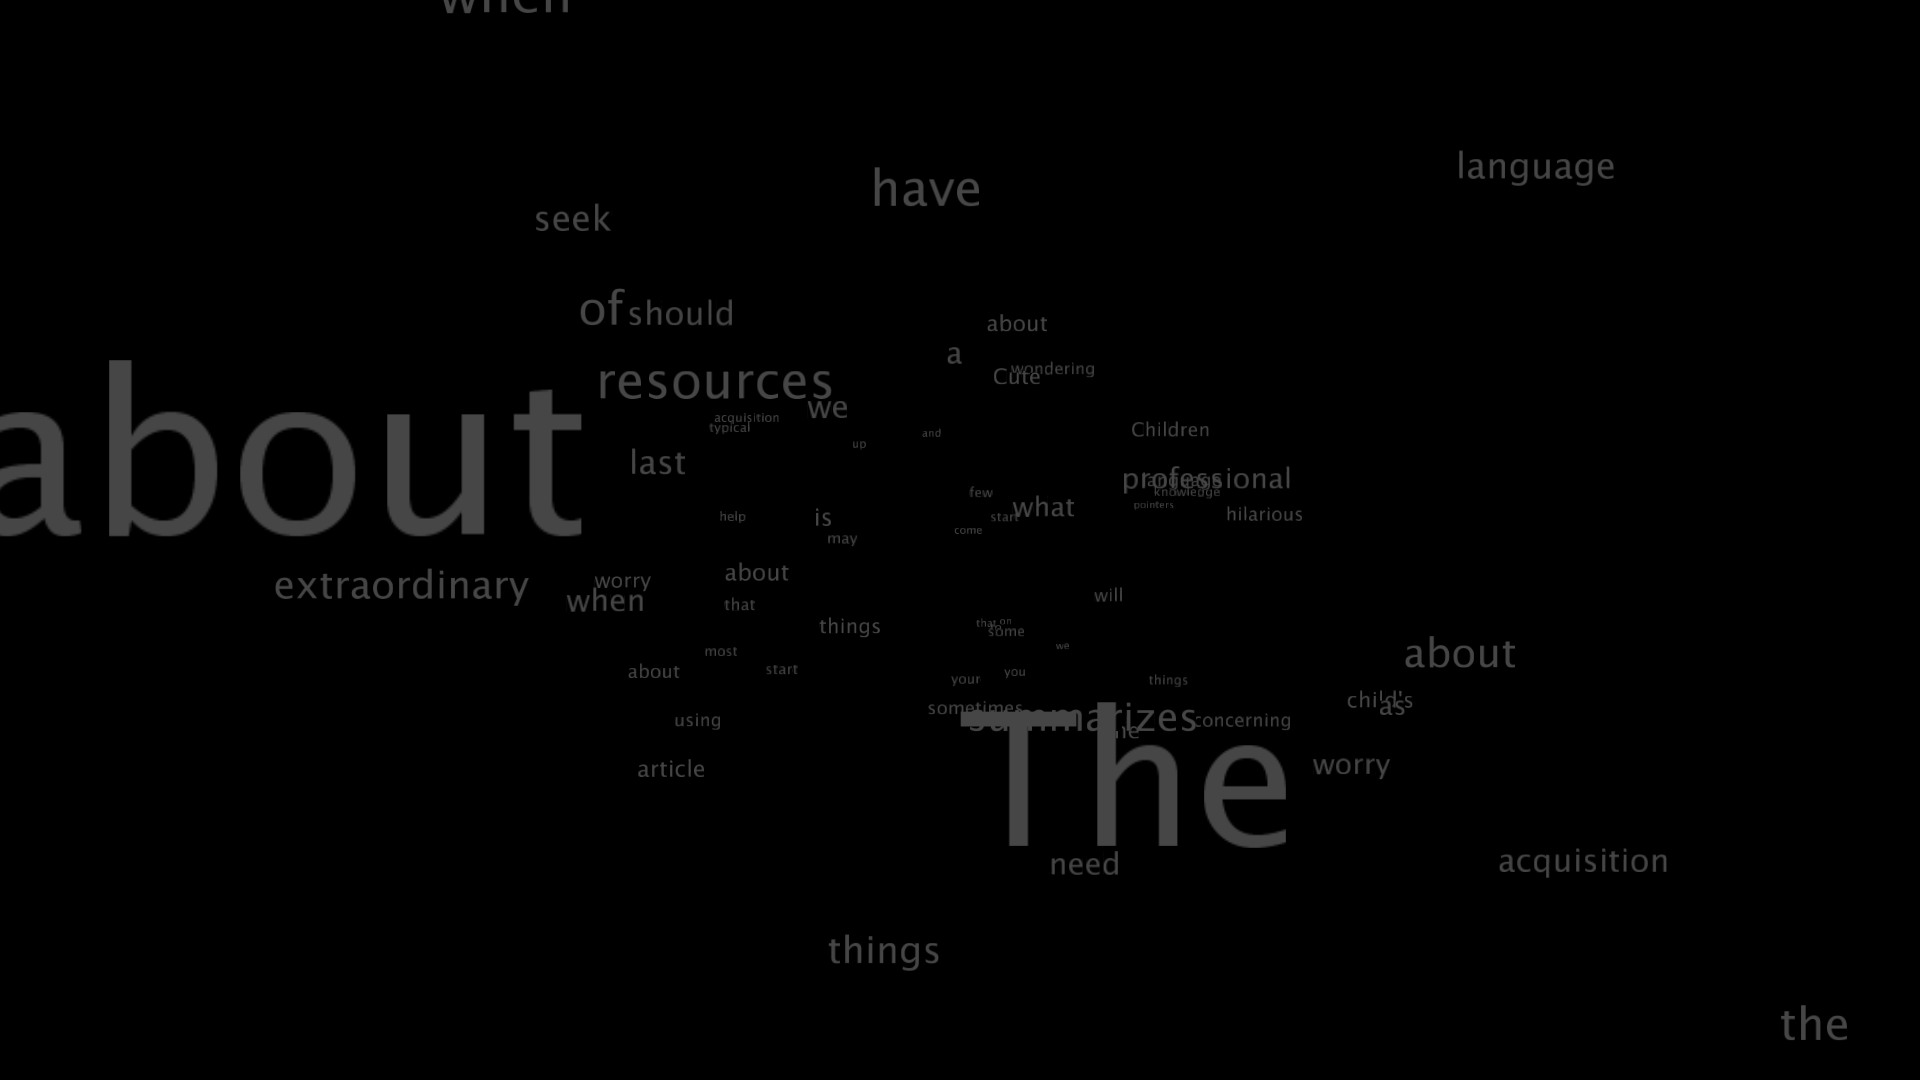 when
language
have
seek
of should
about
a
wondering
Cute
resources
we
acquisition
typical
Children
and
up
last
about
professional
language
knowledge
few
pointers
what
hilarious
help
is
start
come
may
about
worry
extraordinary
when
will
that
things
that on
some
we
most
about
about
start
you
your
things
child's
as
sometimes
summarizes
using
concerning
The
worry
article
need
acquisition
things
the